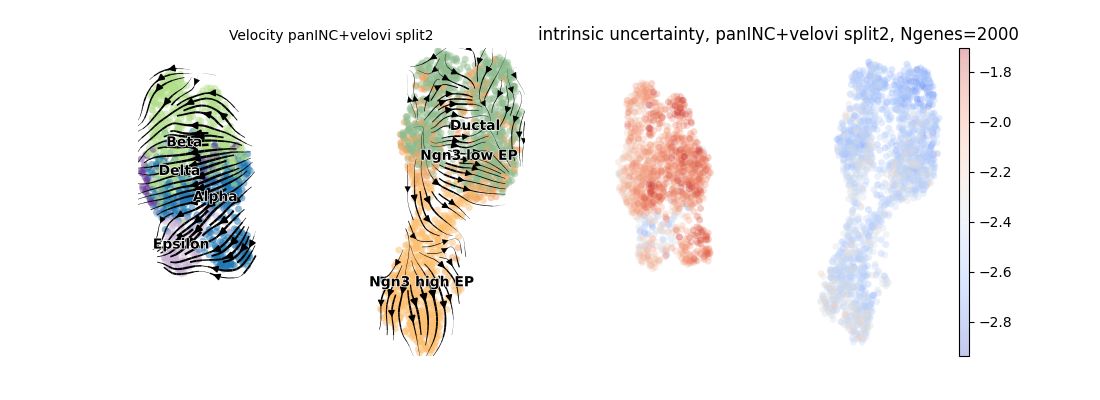 Velocity panINC+velovi split2
intrinsic uncertainty, panINC+velovi split2, Ngenes=2000
Beta
Delta
Alpha
Epsilon
Ductal
Ngn3 low EP
Ngn3 high EP
−1.8
−2.0
−2.2
−2.4
−2.6
−2.8